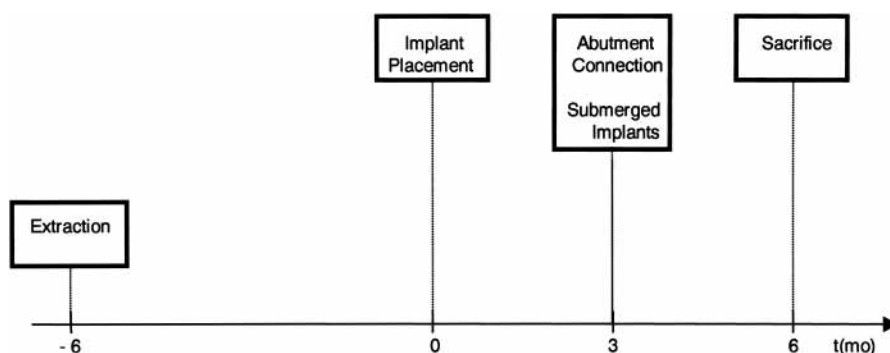 Implant
Placement
Abutment
Connection
Submerged
Implants
Sacrifice
Extraction
- 6
0
3
6
t(mo)